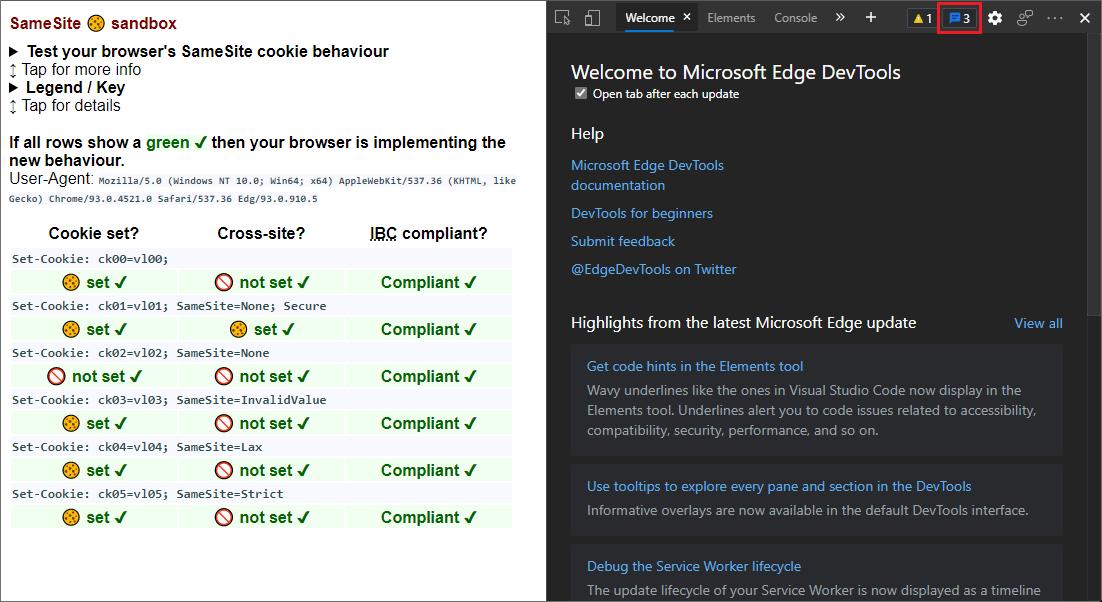 SameSite sandbox
Test your browser's SameSite cookie behaviour
Tap for more info
Legend / Key
Tap for details
If all rows show a green ✔ then your browser is implementing the
new behaviour.
User-Agent: Mozilla/5.0 (Windows NT 10.0; Win64; x64) AppleWebKit/537.36 (KHTML, like
Gecko) Chrome/93.0.4521.0 Safari/537.36 Edg/93.0.910.5
Cookie set? Cross-site? IBC compliant?
Set-Cookie: ck00=vl00;
set ✔ not set ✔ Compliant ✔
Set-Cookie: ck01=vl01; SameSite=None; Secure
set ✔ set ✔ Compliant ✔
Set-Cookie: ck02=vl02; SameSite=None
not set ✔ not set ✔ Compliant ✔
Set-Cookie: ck03=vl03; SameSite=InvalidValue
set ✔ not set ✔ Compliant ✔
Set-Cookie: ck04=vl04; SameSite=Lax
set ✔ not set ✔ Compliant ✔
Set-Cookie: ck05=vl05; SameSite=Strict
set ✔ not set ✔ Compliant ✔
Welcome Elements Console 1 3
Welcome to Microsoft Edge DevTools
Open tab after each update
Help
Microsoft Edge DevTools
documentation
DevTools for beginners
Submit feedback
@EdgeDevTools on Twitter
Highlights from the latest Microsoft Edge update View all
Get code hints in the Elements tool
Wavy underlines like the ones in Visual Studio Code now display in the
Elements tool. Underlines alert you to code issues related to accessibility,
compatibility, security, performance, and so on.
Use tooltips to explore every pane and section in the DevTools
Informative overlays are now available in the default DevTools interface.
Debug the Service Worker lifecycle
The update lifecycle of your Service Worker is now displayed as a timeline